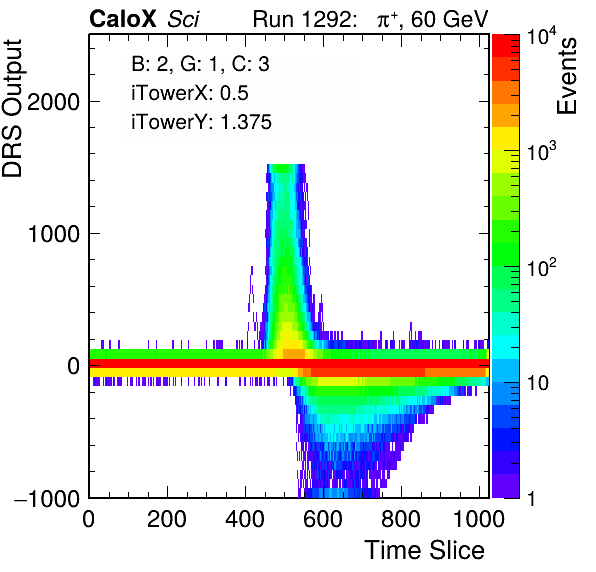 CaloX Sci Run 1292: π⁺, 60 GeV
B: 2, G: 1, C: 3
iTowerX: 0.5
iTowerY: 1.375
DRS Output
2000
1000
0
−1000
0 200 400 600 800 1000
Time Slice
Events
10⁴
10³
10²
10
1